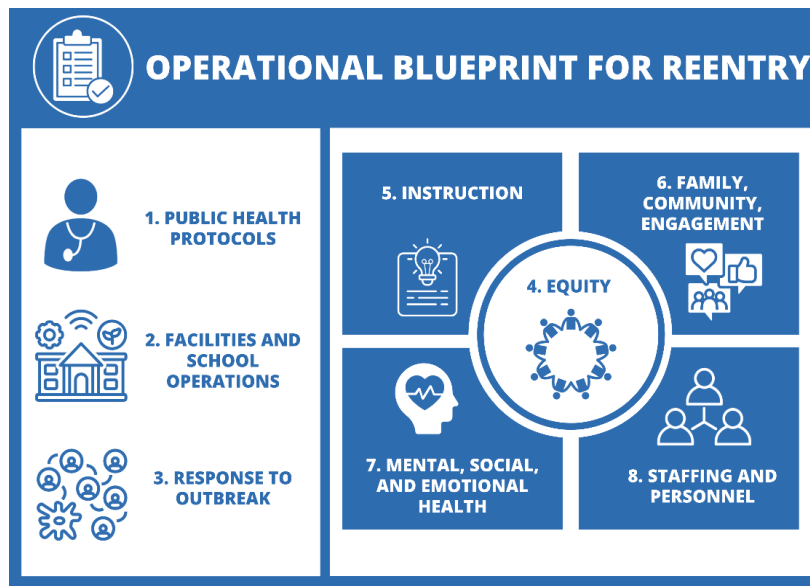 OPERATIONAL BLUEPRINT FOR REENTRY
1. PUBLIC HEALTH
PROTOCOLS
2. FACILITIES AND
SCHOOL
OPERATIONS
3. RESPONSE TO
OUTBREAK
4. EQUITY
5. INSTRUCTION
6. FAMILY,
COMMUNITY,
ENGAGEMENT
7. MENTAL, SOCIAL,
AND EMOTIONAL
HEALTH
8. STAFFING AND
PERSONNEL